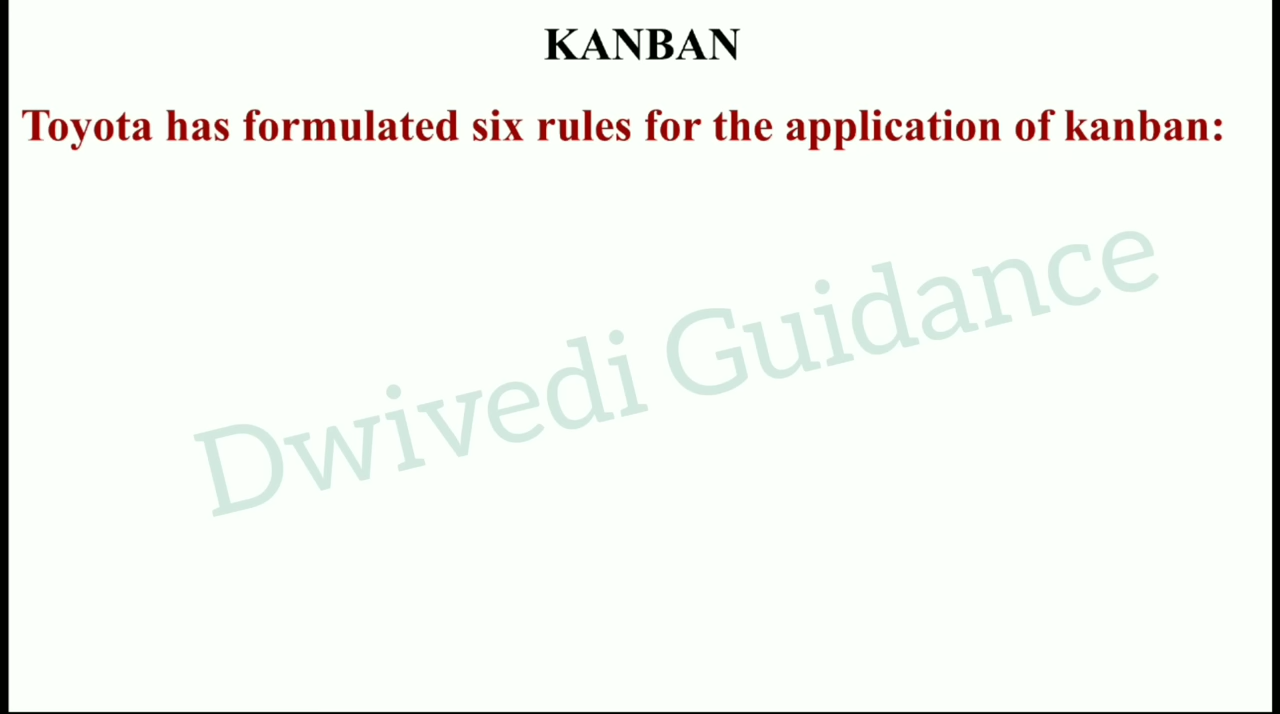 KANBAN
Toyota has formulated six rules for the application of kanban:
Dwivedi Guidance